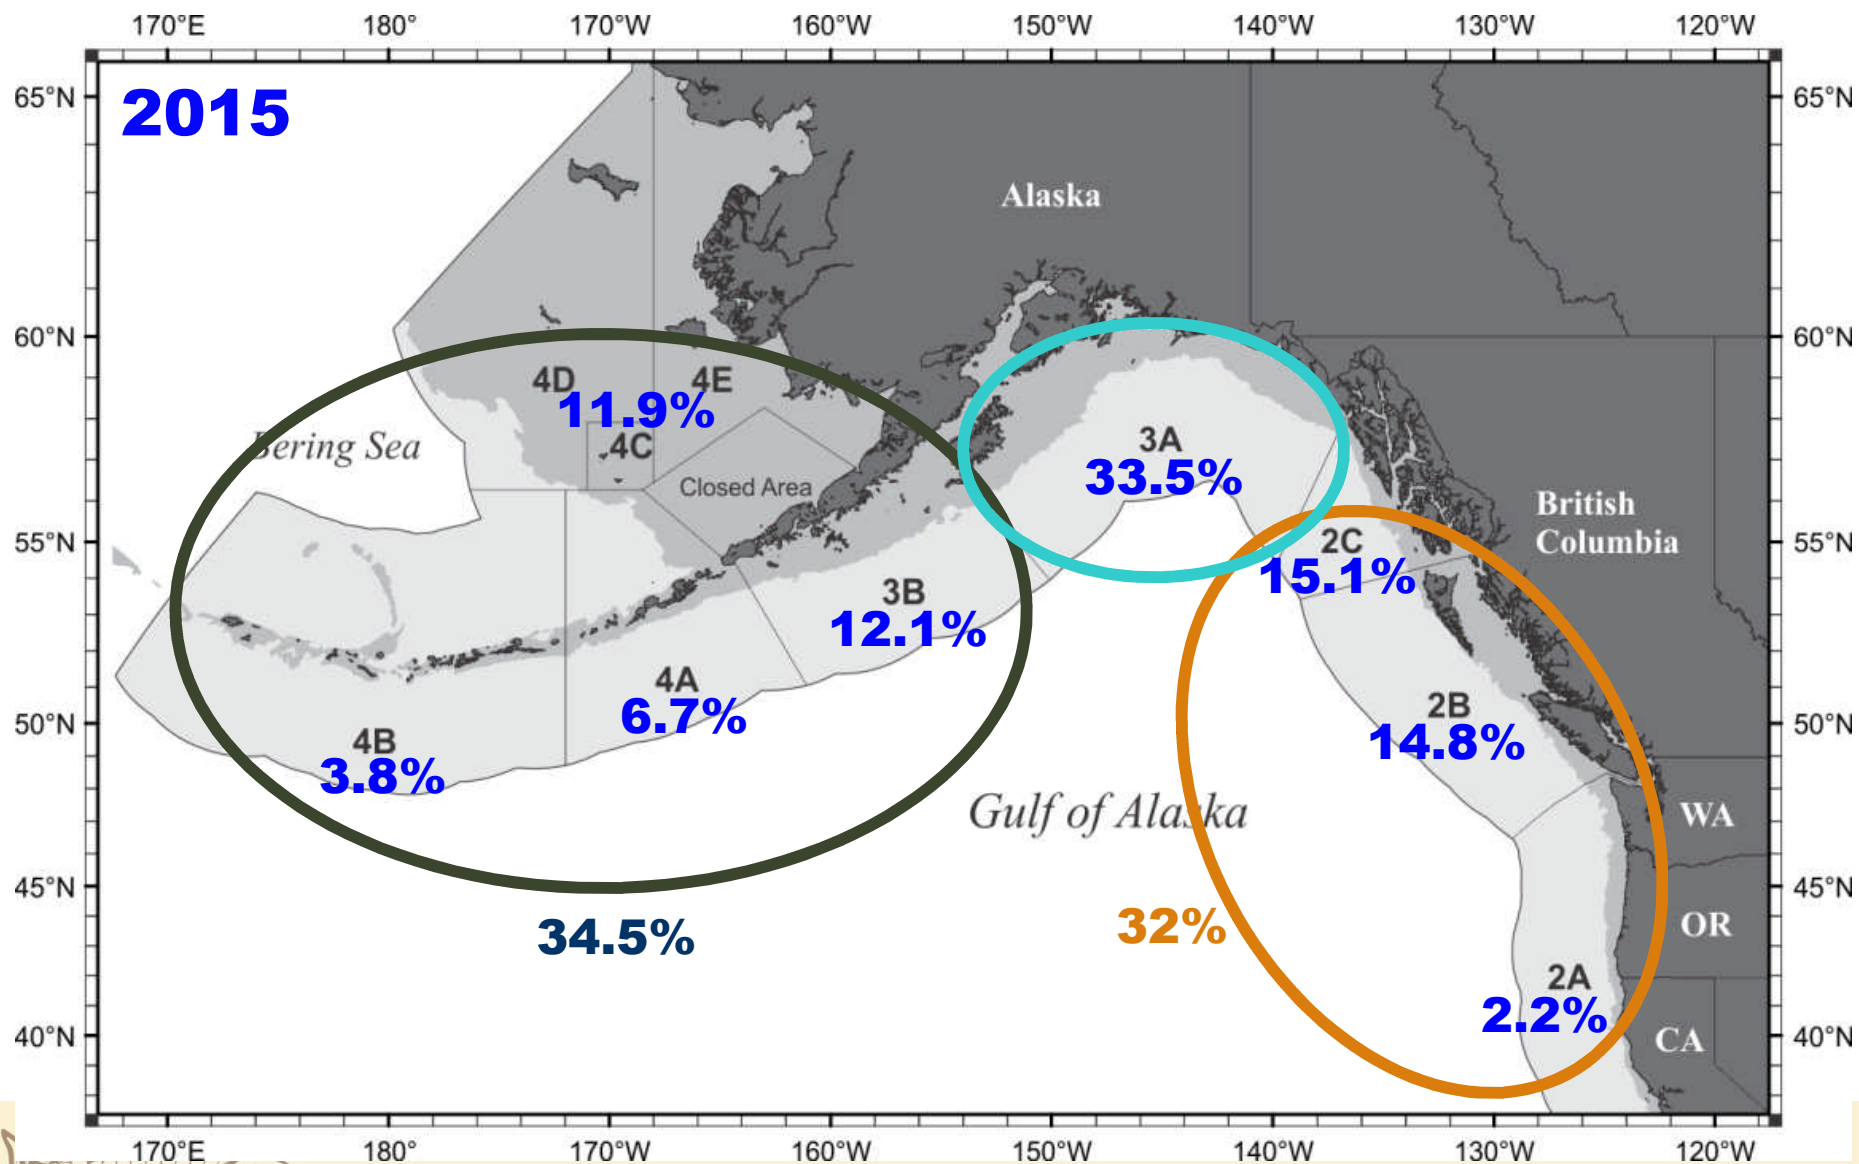 170°E 180° 170°W 160°W 150°W 140°W 130°W 120°W
65°N 65°N
2015
Alaska
60°N 60°N
4D 4E
11.9%
4C
Bering Sea
3A
33.5%
Closed Area
British
Columbia
55°N 55°N
2C
15.1%
3B
12.1%
4A
6.7%
2B
14.8%
50°N 50°N
4B
3.8%
Gulf of Alaska
WA
45°N 45°N
34.5%
32%
OR
2A
2.2%
40°N 40°N
CA
170°E 180° 170°W 160°W 150°W 140°W 130°W 120°W